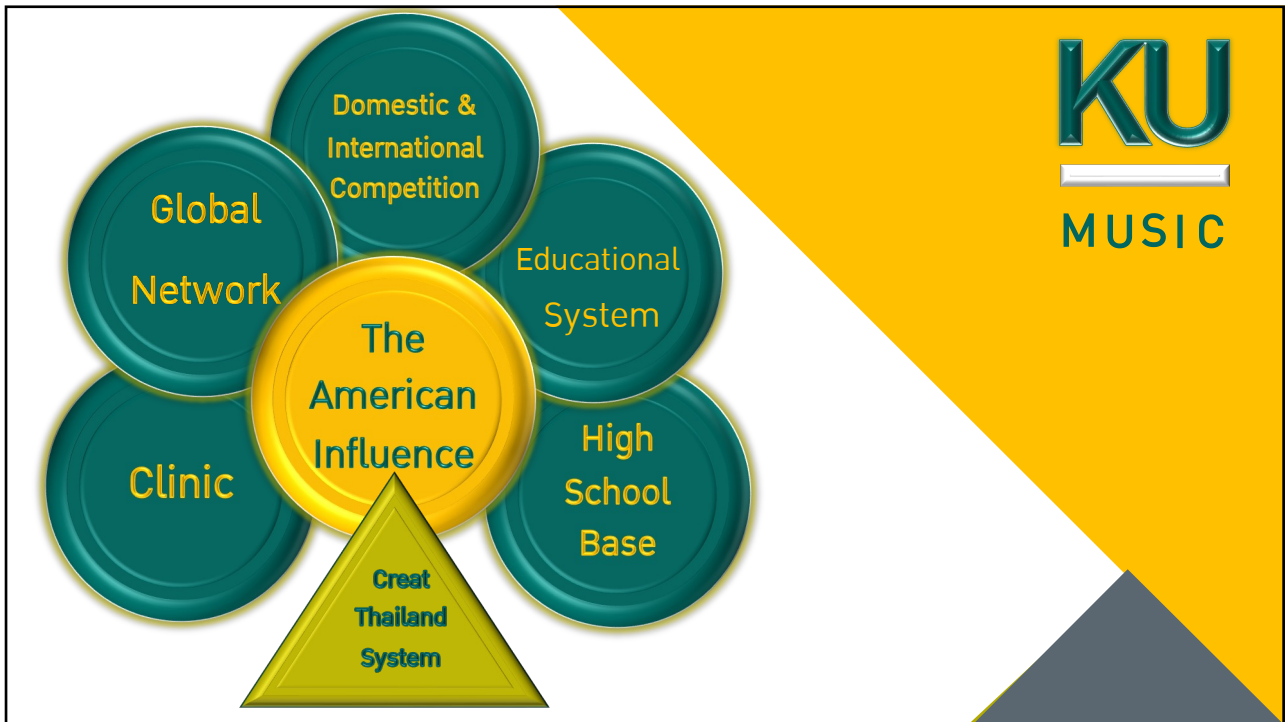 Domestic &
International
Competition
Global
Network
Educational
System
The
American
Influence
Clinic
High
School
Base
Creat
Thailand
System
KU
MUSIC